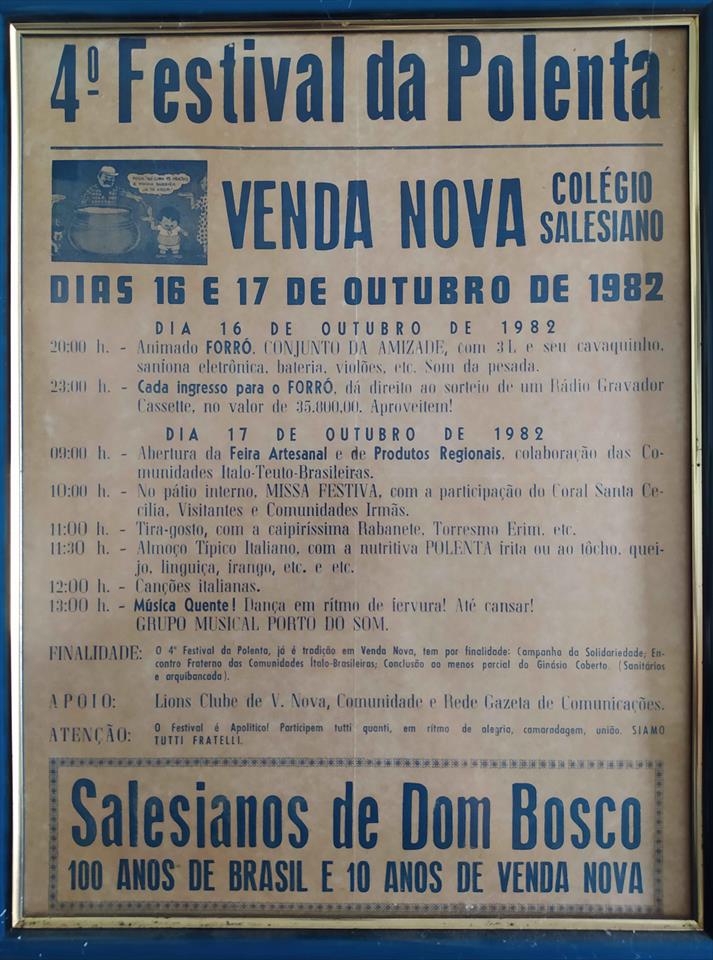 4º Festival da Polenta
VENDA NOVA
COLÉGIO
SALESIANO
DIAS 16 E 17 DE OUTUBRO DE 1982
DIA 16 DE OUTUBRO DE 1982
20:00 h. - Animado FORRÓ, CONJUNTO DA AMIZADE, com 3L e seu cavaquinho,
sanfona eletrônica, bateria, violões, etc. Som da pesada.
23:00 h. - Cada ingresso para o FORRÓ, dá direito ao sorteio de um Rádio Gravador
Cassette, no valor de 35.800,00. Aproveitem!
DIA 17 DE OUTUBRO DE 1982
09:00 h. - Abertura da Feira Artesanal e de Produtos Regionais, colaboração das Co-
munidades Italo-Teuto-Brasileiras.
10:00 h. - No pátio interno, MISSA FESTIVA, com a participação do Coral Santa Ce-
cilia, Visitantes e Comunidades Irmãs.
11:00 h. - Tira-gosto, com a caipiríssima Rabanete, Torresmo Erim, etc.
11:30 h. - Almoço Típico Italiano, com a nutritiva POLENTA frita ou ao tôcho, quei-
jo, linguiça, frango, etc. e etc.
12:00 h. - Canções italianas.
13:00 h. - Música Quente! Dança em rítmo de fervura! Até cansar!
GRUPO MUSICAL PORTO DO SOM.
FINALIDADE: O 4º Festival da Polenta, já é tradição em Venda Nova, tem por finalidade: Campanha da Solidariedade; En-
contro Fraterno das Comunidades Ítalo-Brasileiras; Conclusão ao menos parcial do Ginásio Coberto. (Sanitários
e arquibancada).
APOIO: Lions Clube de V. Nova, Comunidade e Rede Gazeta de Comunicações.
ATENÇÃO: O Festival é Apolítico! Participem tutti quanti, em rítmo de alegria, camaradagem, união. SIAMO
TUTTI FRATELLI.
Salesianos de Dom Bosco
100 ANOS DE BRASIL E 10 ANOS DE VENDA NOVA